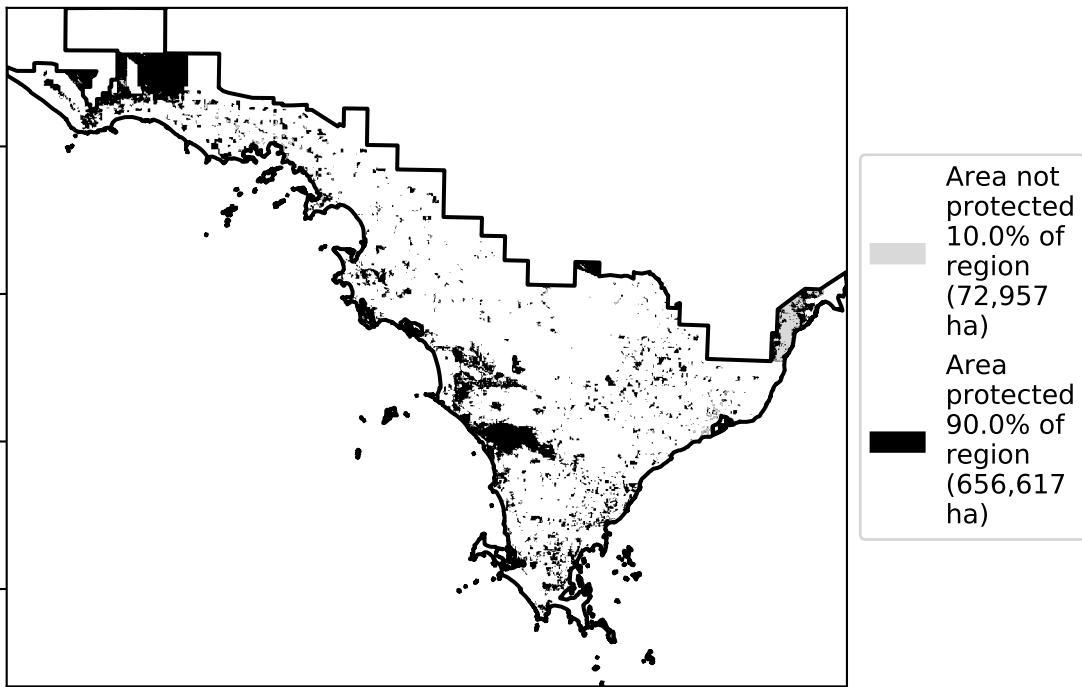 Area not
protected
10.0% of
region
(72,957
ha)
Area
protected
90.0% of
region
(656,617
ha)